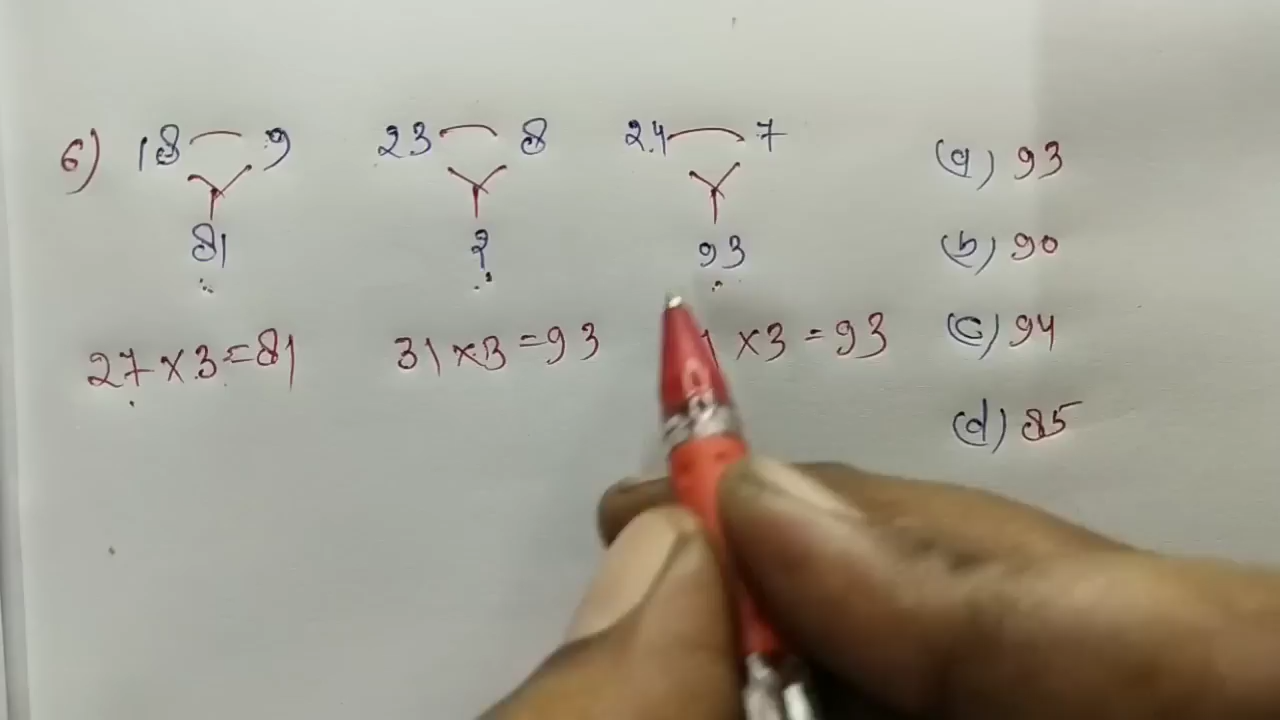 6) 18 9 23 8 24 7 (a) 93
81 ? 93 (b) 90
27 x 3 = 81 31 x 3 = 93 1 x 3 = 93 (c) 94
(d) 85